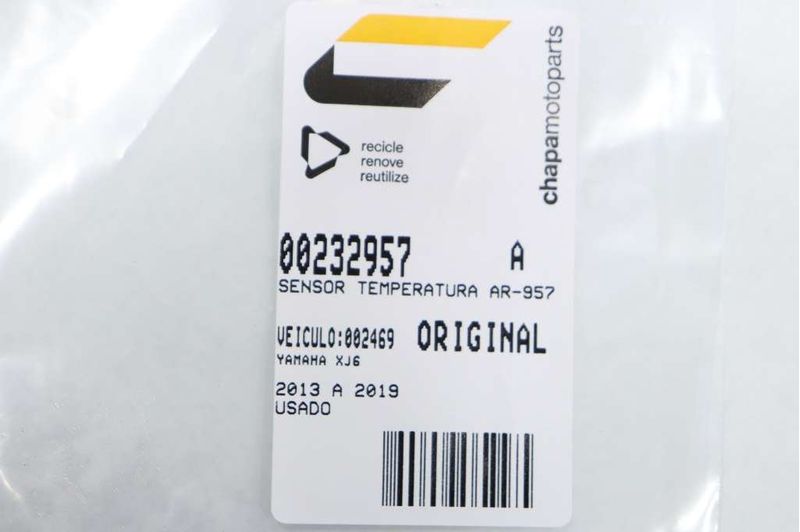 chapamotoparts
recicle
renove
reutilize
00232957 A
SENSOR TEMPERATURA AR-957
VEICULO:002469 ORIGINAL
YAMAHA XJ6
2013 A 2019
USADO